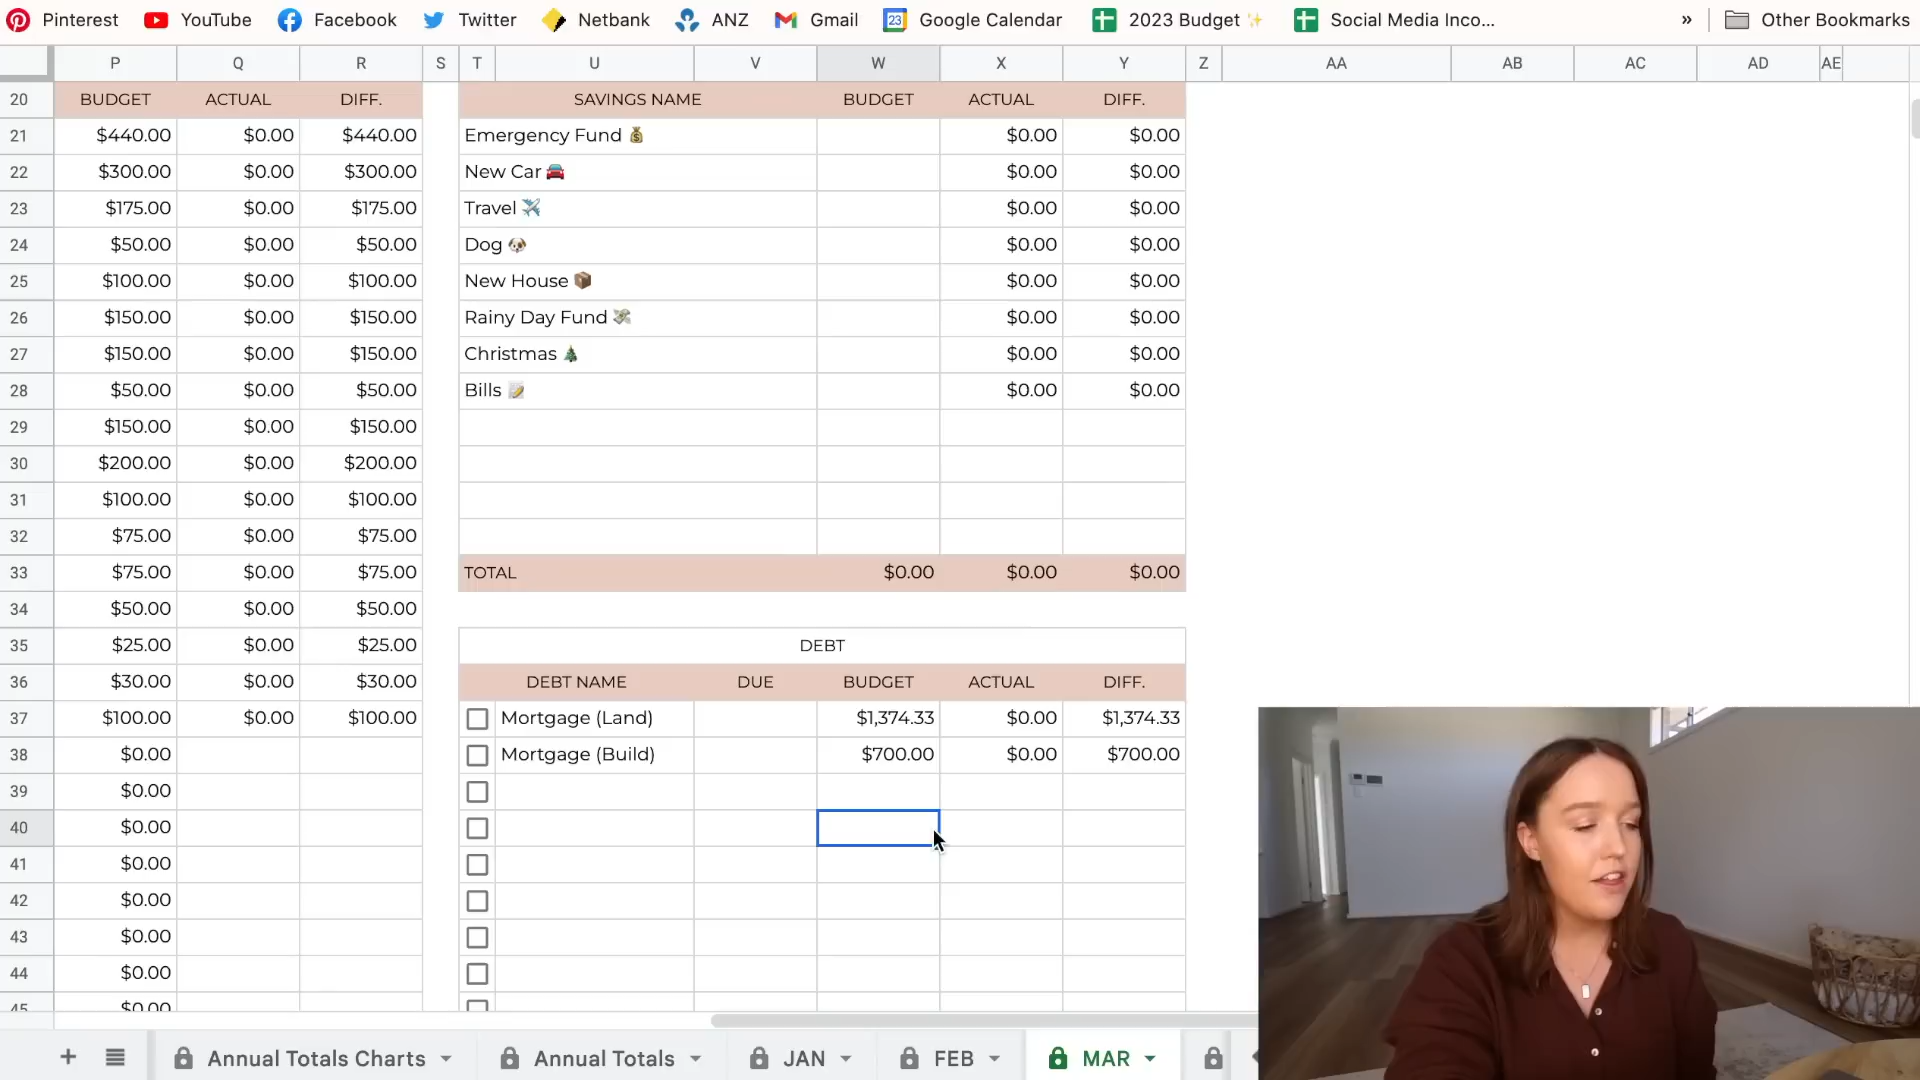 Pinterest YouTube Facebook Twitter Netbank ANZ Gmail 23 Google Calendar 2023 Budget ✨ Social Media Inco... » Other Bookmarks
P Q R S T U V W X Y Z AA AB AC AD AE
20 BUDGET ACTUAL DIFF. SAVINGS NAME BUDGET ACTUAL DIFF.
21 $440.00 $0.00 $440.00 Emergency Fund 💰 $0.00 $0.00
22 $300.00 $0.00 $300.00 New Car 🚘 $0.00 $0.00
23 $175.00 $0.00 $175.00 Travel ✈️ $0.00 $0.00
24 $50.00 $0.00 $50.00 Dog 🐶 $0.00 $0.00
25 $100.00 $0.00 $100.00 New House 📦 $0.00 $0.00
26 $150.00 $0.00 $150.00 Rainy Day Fund 💸 $0.00 $0.00
27 $150.00 $0.00 $150.00 Christmas 🎄 $0.00 $0.00
28 $50.00 $0.00 $50.00 Bills 📝 $0.00 $0.00
29 $150.00 $0.00 $150.00
30 $200.00 $0.00 $200.00
31 $100.00 $0.00 $100.00
32 $75.00 $0.00 $75.00
33 $75.00 $0.00 $75.00 TOTAL $0.00 $0.00 $0.00
34 $50.00 $0.00 $50.00
35 $25.00 $0.00 $25.00 DEBT
36 $30.00 $0.00 $30.00 DEBT NAME DUE BUDGET ACTUAL DIFF.
37 $100.00 $0.00 $100.00 Mortgage (Land) $1,374.33 $0.00 $1,374.33
38 $0.00 Mortgage (Build) $700.00 $0.00 $700.00
39 $0.00
40 $0.00
41 $0.00
42 $0.00
43 $0.00
44 $0.00
45 $0.00
Annual Totals Charts Annual Totals JAN FEB MAR